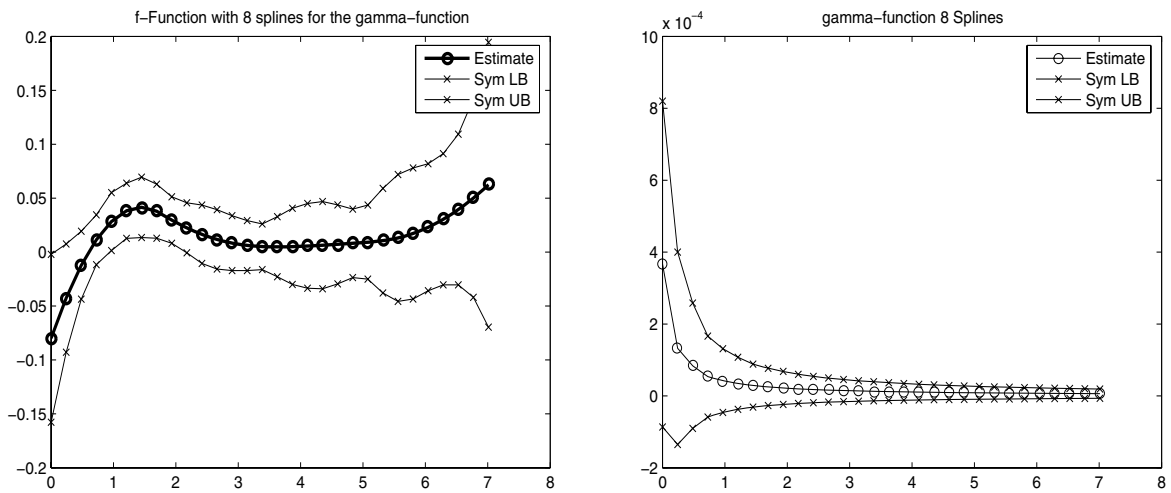 f−Function with 8 splines for the gamma−function
0.2
0.15
0.1
0.05
0
−0.05
−0.1
−0.15
−0.2
0 1 2 3 4 5 6 7 8
Estimate
Sym LB
Sym UB
gamma−function 8 Splines
x 10−4
10
8
6
4
2
0
−2
0 1 2 3 4 5 6 7 8
Estimate
Sym LB
Sym UB